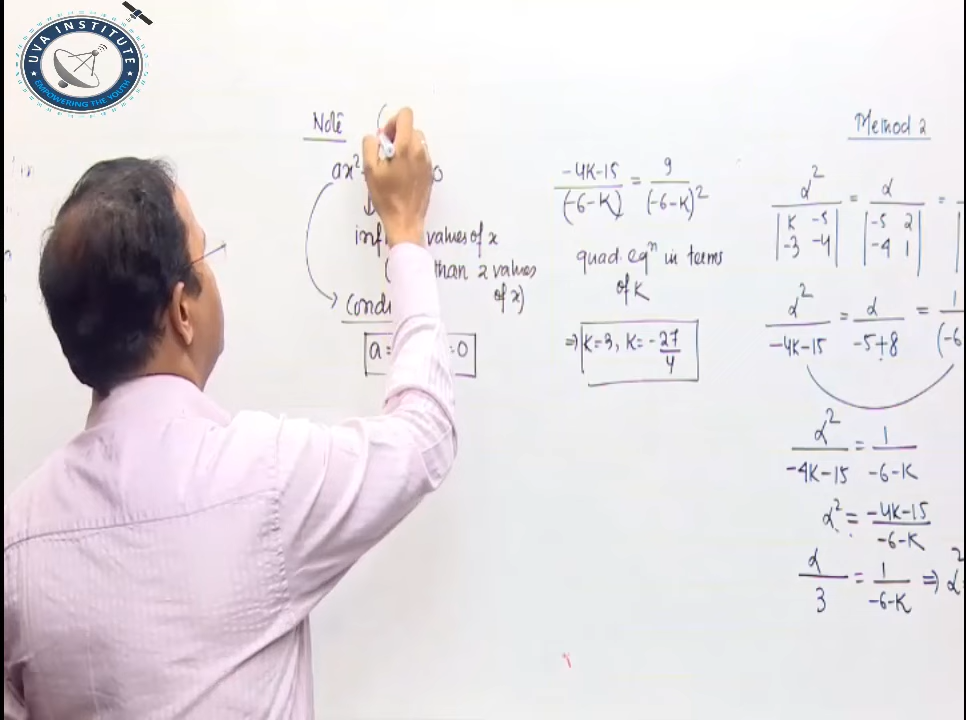 UVA INSTITUTE
EMPOWERING THE YOUTH
Note
ax²
0
values of x
than 2 values
of x)
a =
= 0
-4K-15 / (-6-K) = 9 / (-6-K)²
quad. eqⁿ in terms
of K
⇒ K=3, K= -27/4
Method 2
α² / |K -5| = α / |-5 2| =
|-3 -4| |-4 1|
α² / -4K-15 = α / -5+8 = 1 / (-6
α² / -4K-15 = 1 / -6-K
α² = -4K-15 / -6-K
α / 3 = 1 / -6-K ⇒ α²